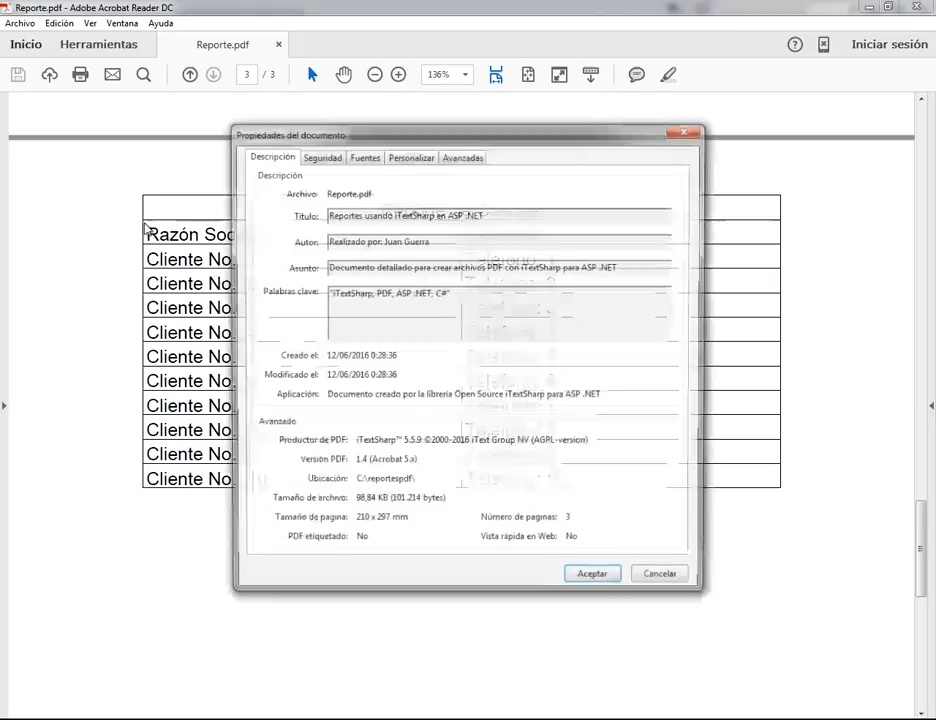 Reporte.pdf - Adobe Acrobat Reader DC
Archivo Edición Ver Ventana Ayuda
Inicio Herramientas Reporte.pdf × Iniciar sesión
3 / 3 136%
Propiedades del documento
Descripción Seguridad Fuentes Personalizar Avanzadas
Descripción
Archivo: Reporte.pdf
Título: Reportes usando iTextSharp en ASP .NET
Autor: Realizado por: Juan Guerra
Asunto: Documento detallado para crear archivos PDF con iTextSharp para ASP .NET
Palabras clave: "iTextSharp, PDF, ASP .NET, C#"
Creado el: 12/06/2016 0:28:36
Modificado el: 12/06/2016 0:28:36
Aplicación: Documento creado por la librería Open Source iTextSharp para ASP .NET
Avanzado
Productor de PDF: iTextSharp™ 5.5.9 ©2000-2016 iText Group NV (AGPL-version)
Versión PDF: 1.4 (Acrobat 5.x)
Ubicación: C:\reportespdf\
Tamaño de archivo: 98,84 KB (101.214 bytes)
Tamaño de página: 210 x 297 mm Número de páginas: 3
PDF etiquetado: No Vista rápida en Web: No
Aceptar Cancelar
Razón Soc
Cliente No.
Cliente No.
Cliente No.
Cliente No.
Cliente No.
Cliente No.
Cliente No.
Cliente No.
Cliente No.
Cliente No.